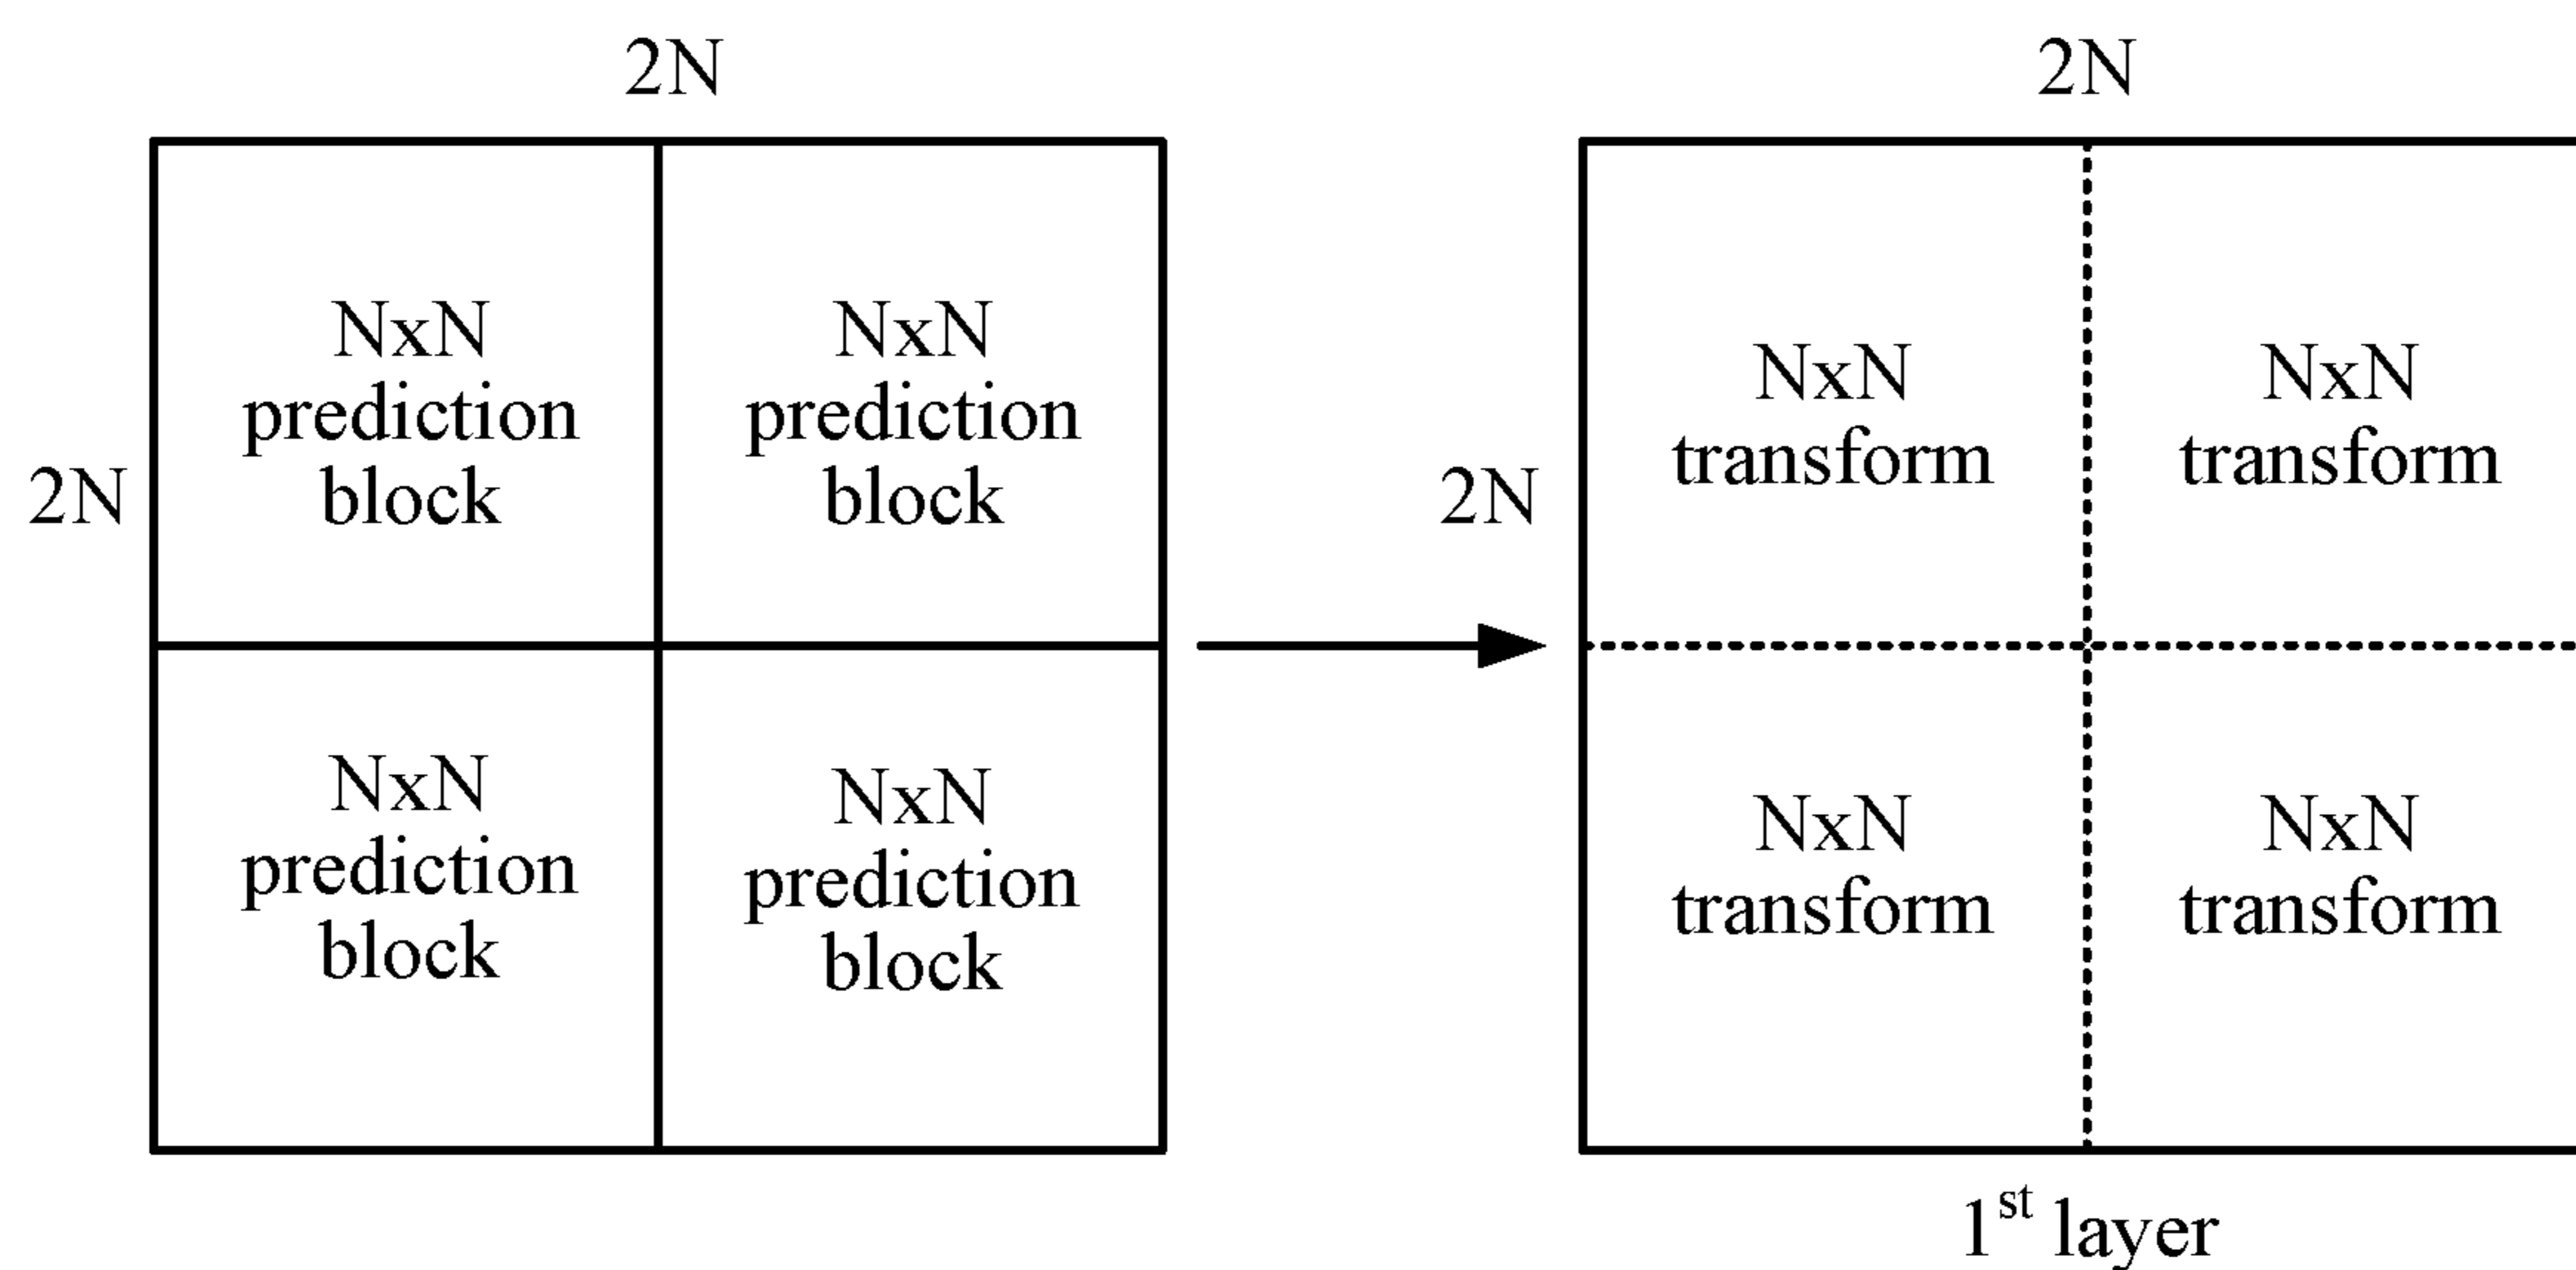 2N
2N
NxN
prediction
block
NxN
prediction
block
2N
NxN
prediction
block
NxN
prediction
block
2N
NxN
transform
NxN
transform
NxN
transform
NxN
transform
1st layer